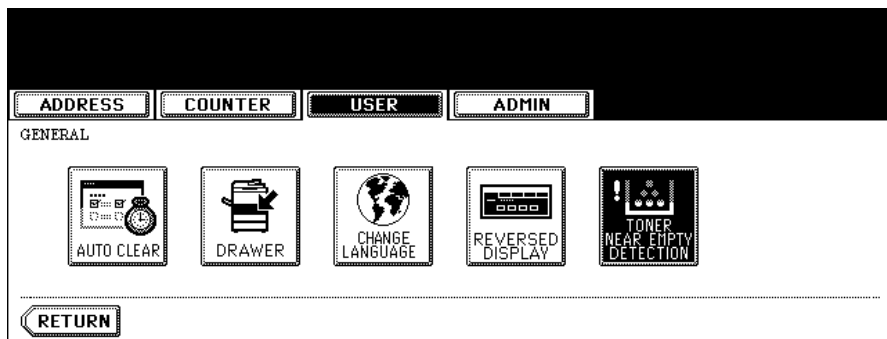 ADDRESS COUNTER USER ADMIN
GENERAL
AUTO CLEAR
DRAWER
CHANGE
LANGUAGE
REVERSED
DISPLAY
TONER
NEAR EMPTY
DETECTION
RETURN